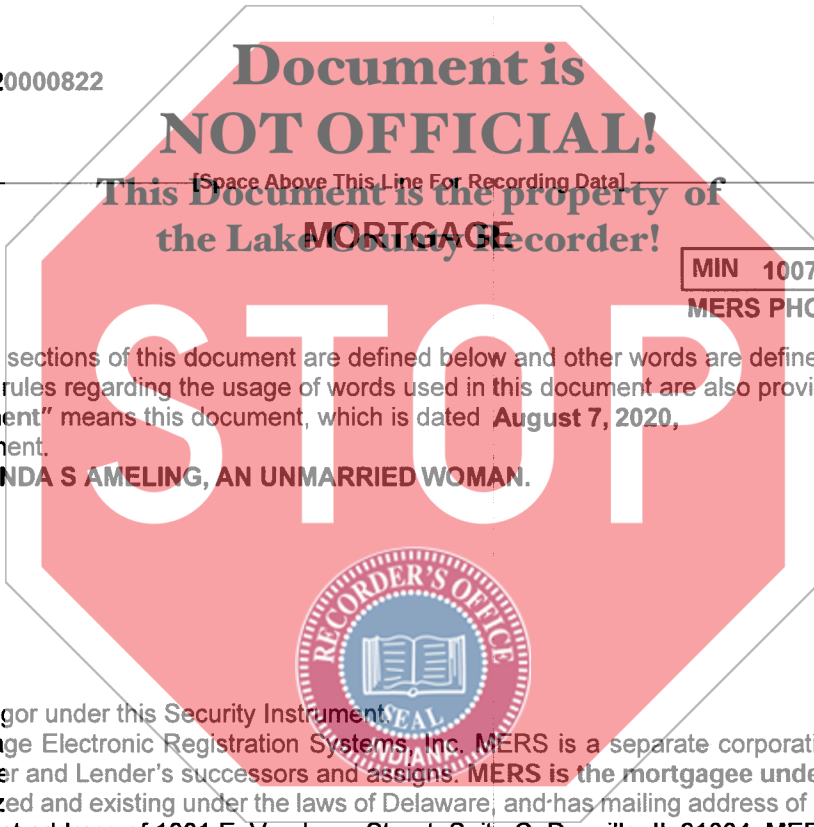 Document is
20000822
NOT OFFICIAL!
[Space Above This Line For Recording Data]
This Document is the property of
MORTGAGE
the Lake County Recorder!
MIN 1007
MERS PHO
STOP
sections of this document are defined below and other words are define
rules regarding the usage of words used in this document are also provi
ent" means this document, which is dated August 7, 2020,
ment.
NDA S AMELING, AN UNMARRIED WOMAN.
RECORDER'S OFFICE
SEAL
INDIANA
gor under this Security Instrument.
age Electronic Registration Systems, Inc. MERS is a separate corporati
er and Lender's successors and assigns. MERS is the mortgagee unde
zed and existing under the laws of Delaware, and has mailing address of